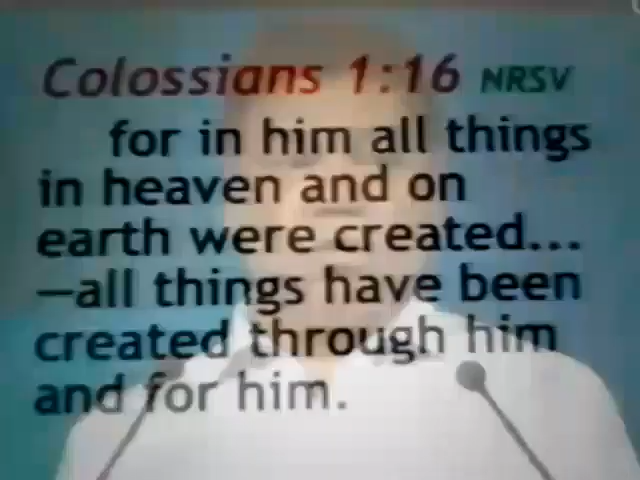 Colossians 1:16 NRSV
for in him all things
in heaven and on
earth were created...
—all things have been
created through him
and for him.